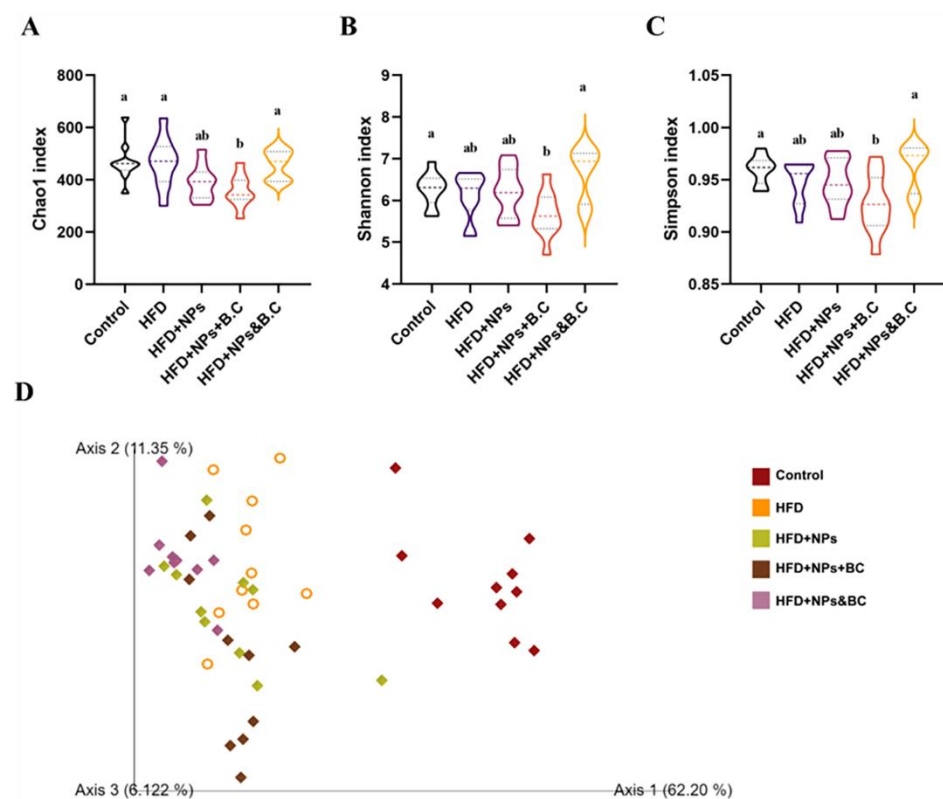 A
B
C
Chao1 index
800
600
400
200
0
a
a
ab
b
a
Control
HFD
HFD+NPs
HFD+NPs+B.C
HFD+NPs&B.C
Shannon index
9
8
7
6
5
4
a
ab
ab
b
a
Control
HFD
HFD+NPs
HFD+NPs+B.C
HFD+NPs&B.C
Simpson index
1.05
1.00
0.95
0.90
0.85
a
ab
ab
b
a
Control
HFD
HFD+NPs
HFD+NPs+B.C
HFD+NPs&B.C
D
Axis 2 (11.35 %)
Axis 3 (6.122 %)
Axis 1 (62.20 %)
Control
HFD
HFD+NPs
HFD+NPs+BC
HFD+NPs&BC